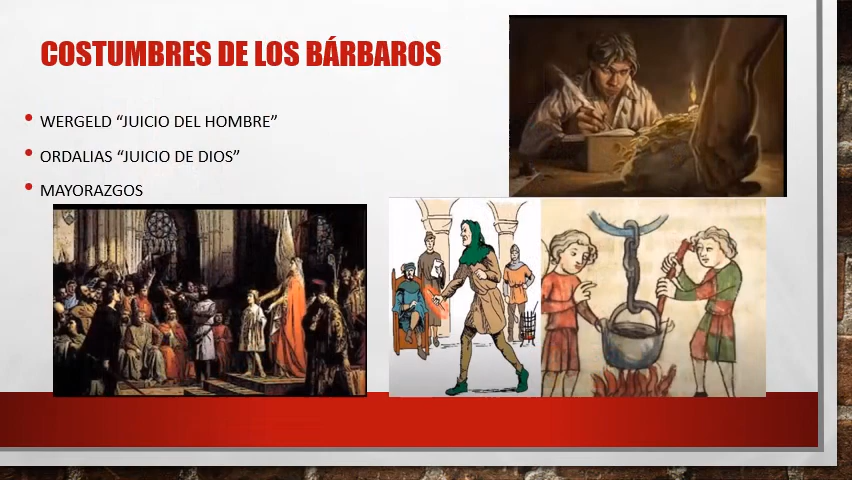 COSTUMBRES DE LOS BÁRBAROS
• WERGELD “JUICIO DEL HOMBRE”
• ORDALIAS “JUICIO DE DIOS”
• MAYORAZGOS